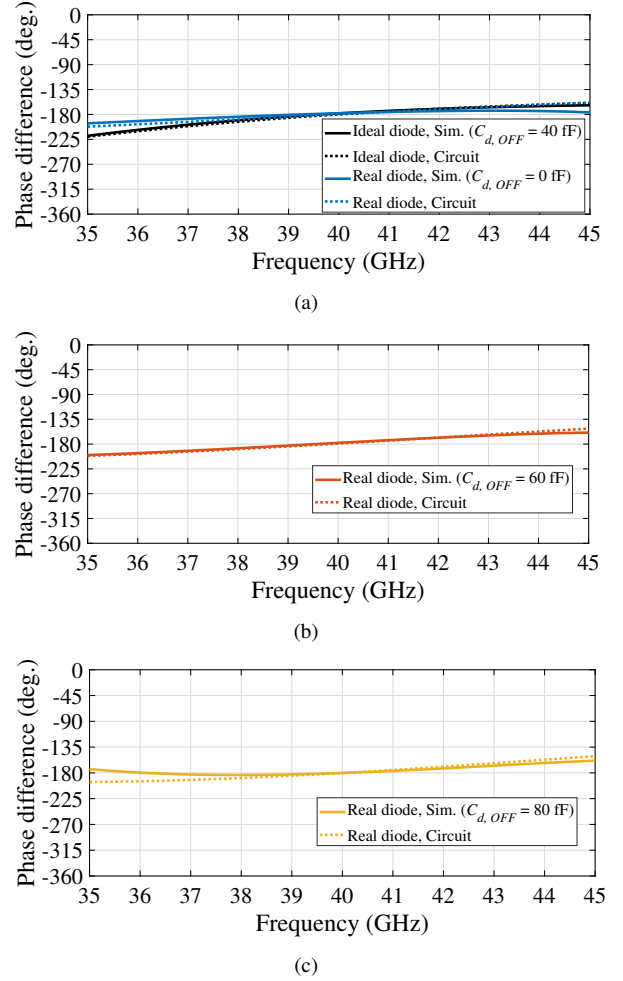 0
-45
-90
-135
-180
-225
-270
-315
-360
Phase difference (deg.)
Ideal diode, Sim. (C_d, OFF = 40 fF)
Ideal diode, Circuit
Real diode, Sim. (C_d, OFF = 0 fF)
Real diode, Circuit
35 36 37 38 39 40 41 42 43 44 45
Frequency (GHz)
(a)
0
-45
-90
-135
-180
-225
-270
-315
-360
Phase difference (deg.)
Real diode, Sim. (C_d, OFF = 60 fF)
Real diode, Circuit
35 36 37 38 39 40 41 42 43 44 45
Frequency (GHz)
(b)
0
-45
-90
-135
-180
-225
-270
-315
-360
Phase difference (deg.)
Real diode, Sim. (C_d, OFF = 80 fF)
Real diode, Circuit
35 36 37 38 39 40 41 42 43 44 45
Frequency (GHz)
(c)